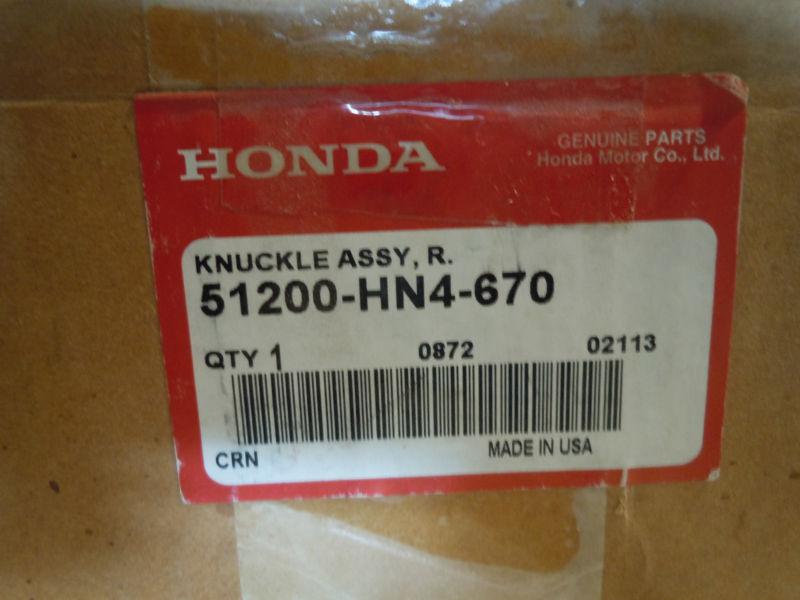 HONDA
GENUINE PARTS
Honda Motor Co., Ltd.
KNUCKLE ASSY, R.
51200-HN4-670
QTY 1 0872 02113
CRN MADE IN USA